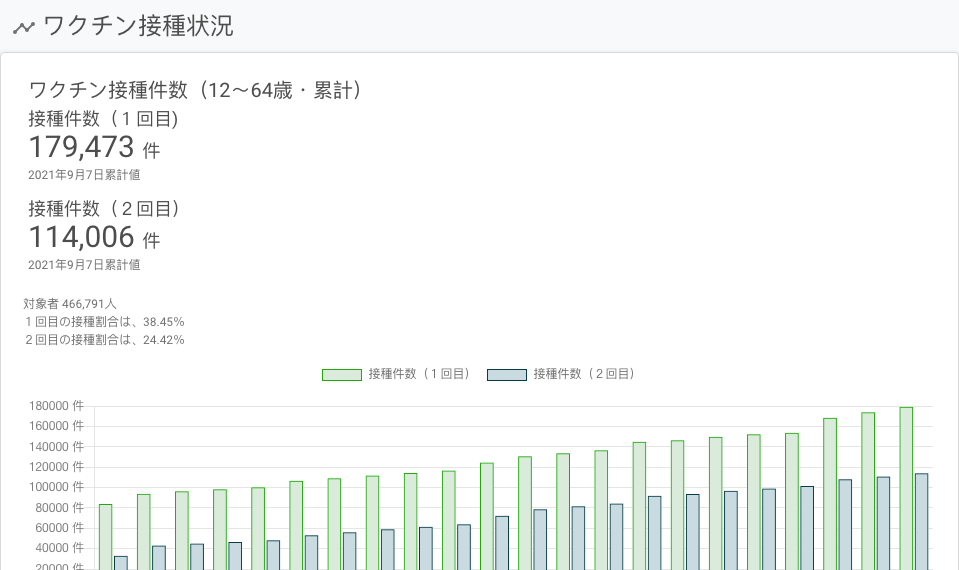 ワクチン接種状況
ワクチン接種件数（12〜64歳・累計）
接種件数（１回目)
179,473 件
2021年9月7日累計値
接種件数（２回目）
114,006 件
2021年9月7日累計値
対象者 466,791人
１回目の接種割合は、38.45%
２回目の接種割合は、24.42%
接種件数（１回目） 接種件数（２回目）
180000 件
160000 件
140000 件
120000 件
100000 件
80000 件
60000 件
40000 件
20000 件